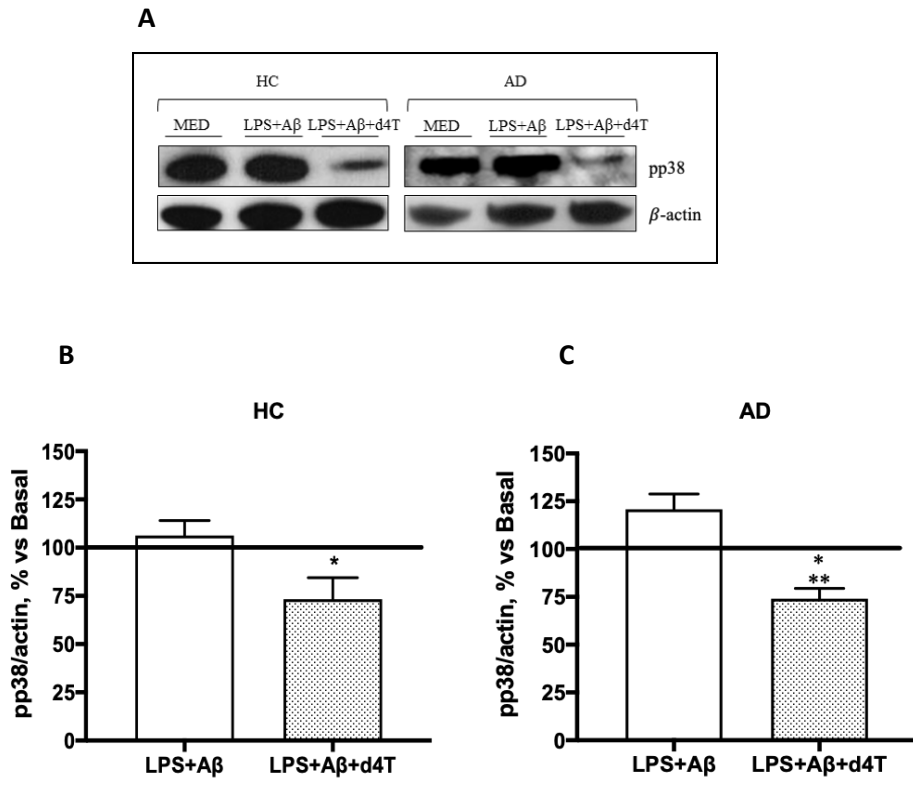 A
HC AD
MED LPS+Aβ LPS+Aβ+d4T MED LPS+Aβ LPS+Aβ+d4T
pp38
β-actin
B
HC
pp38/actin, % vs Basal
150
125
100
75
50
25
0
*
LPS+Aβ LPS+Aβ+d4T
C
AD
pp38/actin, % vs Basal
150
125
100
75
50
25
0
*
**
LPS+Aβ LPS+Aβ+d4T